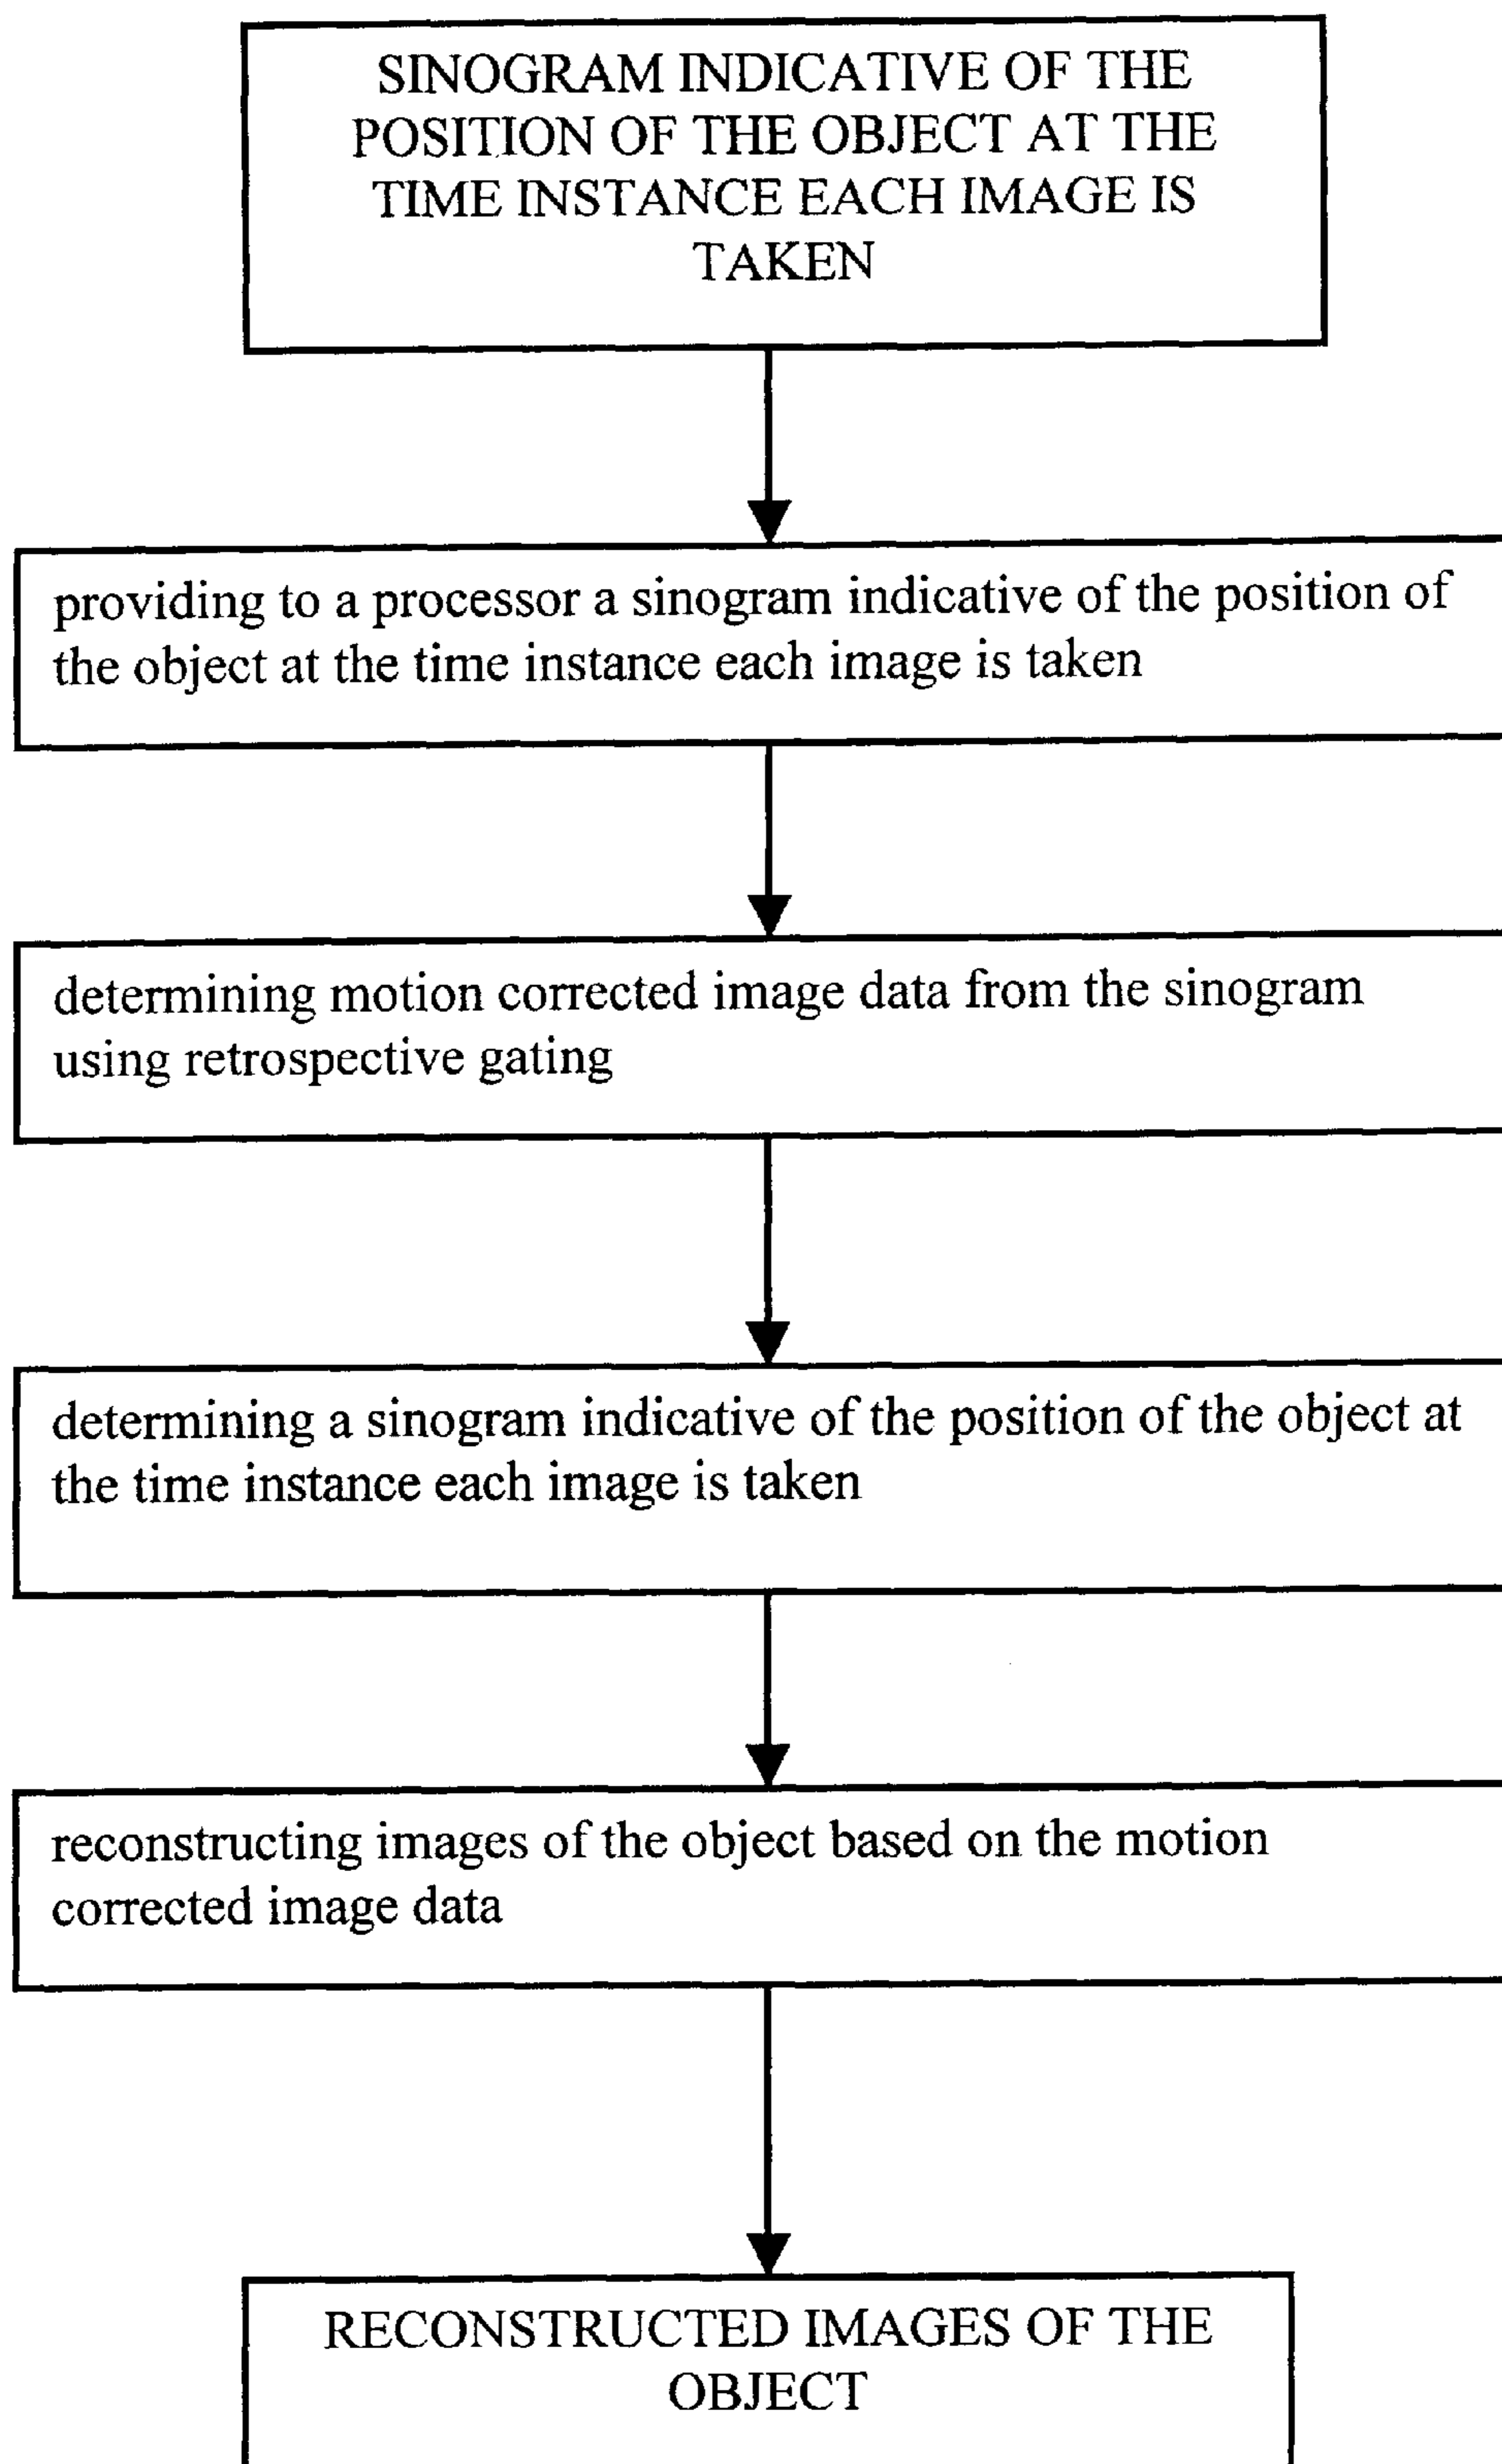 SINOGRAM INDICATIVE OF THE
POSITION OF THE OBJECT AT THE
TIME INSTANCE EACH IMAGE IS
TAKEN
providing to a processor a sinogram indicative of the position of
the object at the time instance each image is taken
determining motion corrected image data from the sinogram
using retrospective gating
determining a sinogram indicative of the position of the object at
the time instance each image is taken
reconstructing images of the object based on the motion
corrected image data
RECONSTRUCTED IMAGES OF THE
OBJECT